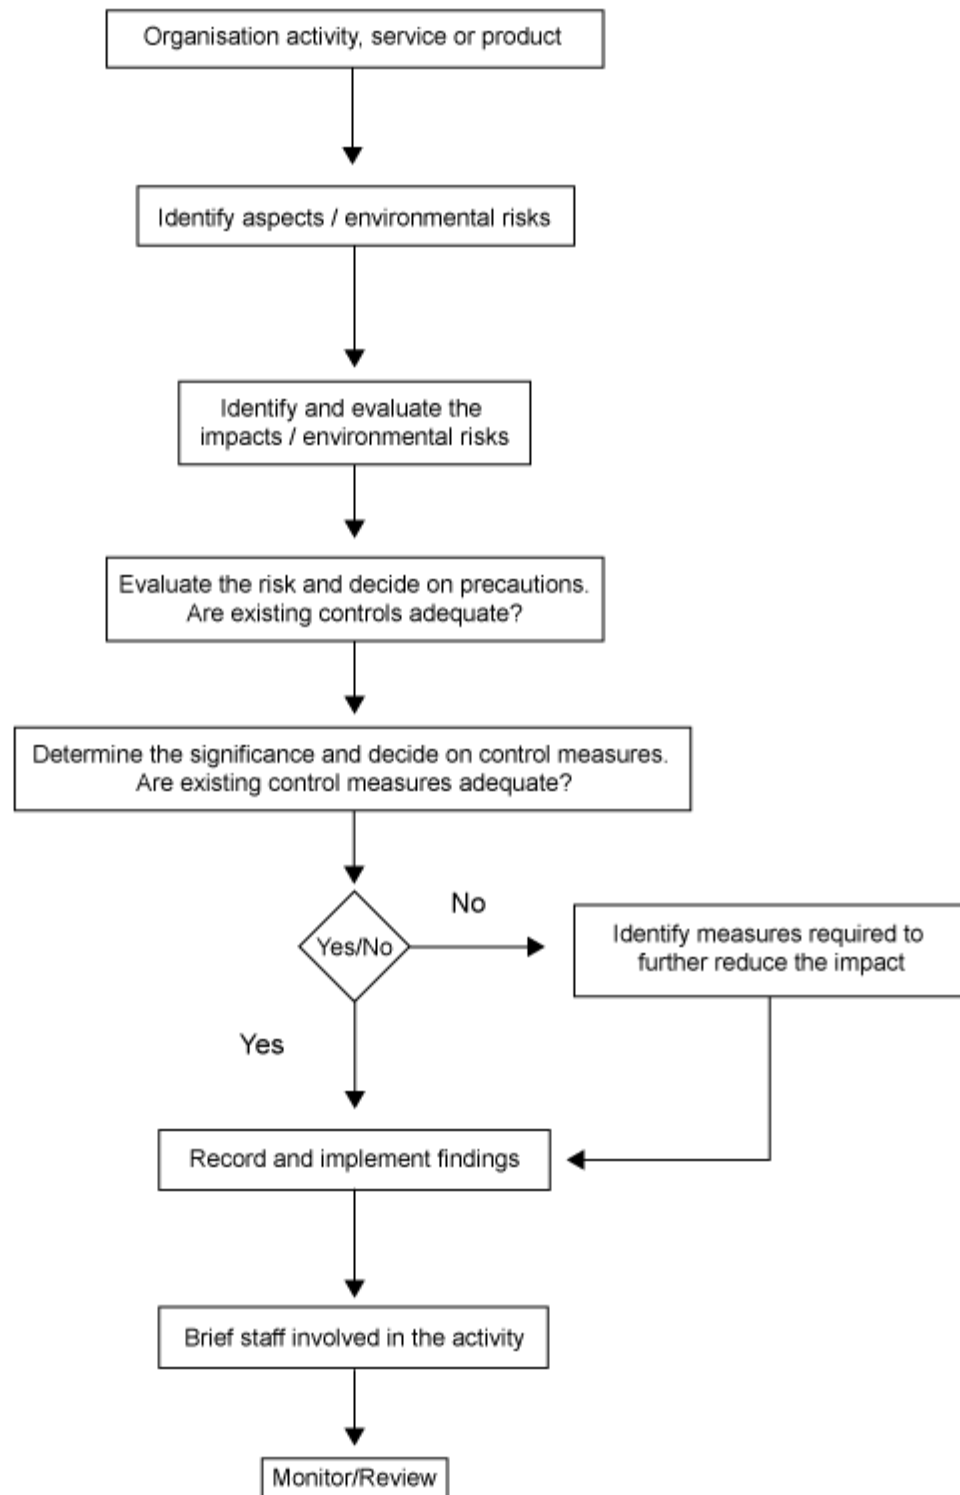 Organisation activity, service or product
Identify aspects / environmental risks
Identify and evaluate the
impacts / environmental risks
Evaluate the risk and decide on precautions.
Are existing controls adequate?
Determine the significance and decide on control measures.
Are existing control measures adequate?
Yes/No
No
Identify measures required to
further reduce the impact
Yes
Record and implement findings
Brief staff involved in the activity
Monitor/Review